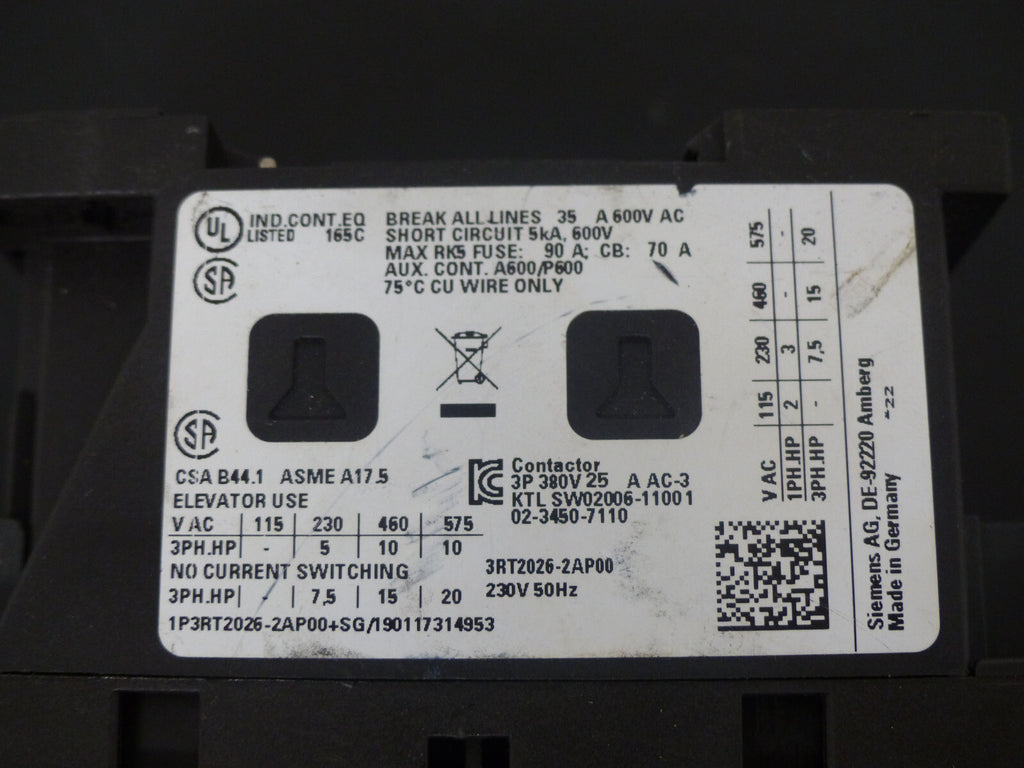 UL IND.CONT.EQ
LISTED 165C
SA
BREAK ALL LINES 35 A 600V AC
SHORT CIRCUIT 5kA, 600V
MAX RK5 FUSE: 90 A; CB: 70 A
AUX. CONT. A600/P600
75°C CU WIRE ONLY
SA
CSA B44.1 ASME A17.5
ELEVATOR USE
V AC 115 230 460 575
3PH.HP - 5 10 10
NO CURRENT SWITCHING
3PH.HP - 7,5 15 20
1P3RT2026-2AP00+SG/190117314953
Contactor
3P 380V 25 A AC-3
KTL SW02006-11001
02-3450-7110
3RT2026-2AP00
230V 50Hz
V AC 115 230 460 575
1PH.HP 2 3 - -
3PH.HP - 7,5 15 20
Siemens AG, DE-92220 Amberg
Made in Germany *22